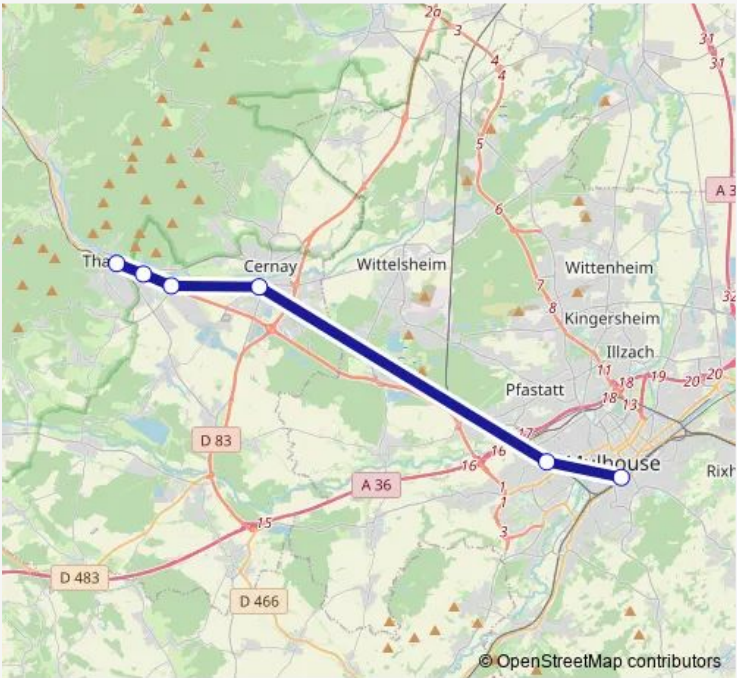 2a
3
31
31
4
4
5
A 3
6
Tha
Cernay
Wittelsheim
Wittenheim
7
32
8
Kingersheim
Illzach
11
18
19
20
20
Pfastatt
18
13
17
D 83
16
16
Mulhouse
Rixh
A 36
1
1
15
3
D 483
D 466
© OpenStreetMap contributors